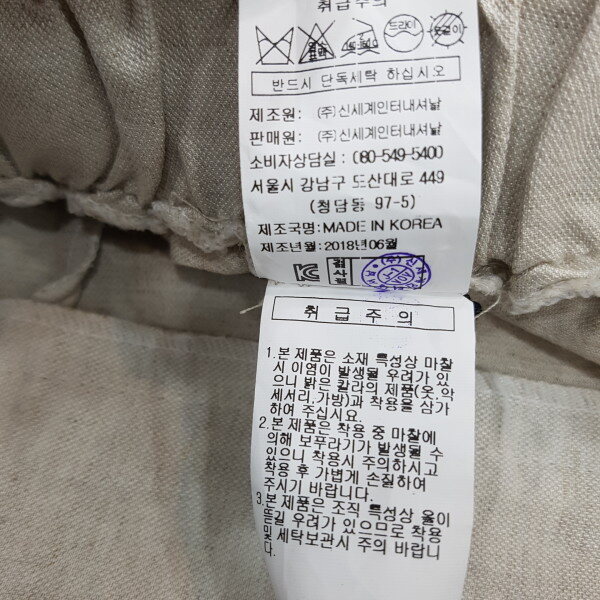 취급주의
드라이
반드시 단독세탁 하십시오
제조원: (주)신세계인터내셔날
판매원: (주)신세계인터내셔날
소비자상담실: 080-549-5400
서울시 강남구 도산대로 449
(청담동 97-5)
제조국명: MADE IN KOREA
제조년월: 2018년06월
검사필
취급주의
1.본 제품은 소재 특성상 마찰
시 이염이 발생될 우려가 있
으니 밝은 칼라의 제품(옷,악
세서리,가방)과 착용을 삼가
하여 주십시요.
2.본 제품은 착용 중 마찰에
의해 보푸라기가 발생될 수
있으니 착용시 주의하시고
착용 후 가볍게 손질하여
주시기 바랍니다.
3.본 제품은 조직 특성상 올이
뜯길 우려가 있으므로 착용
및 세탁보관시 주의 바랍니
다.